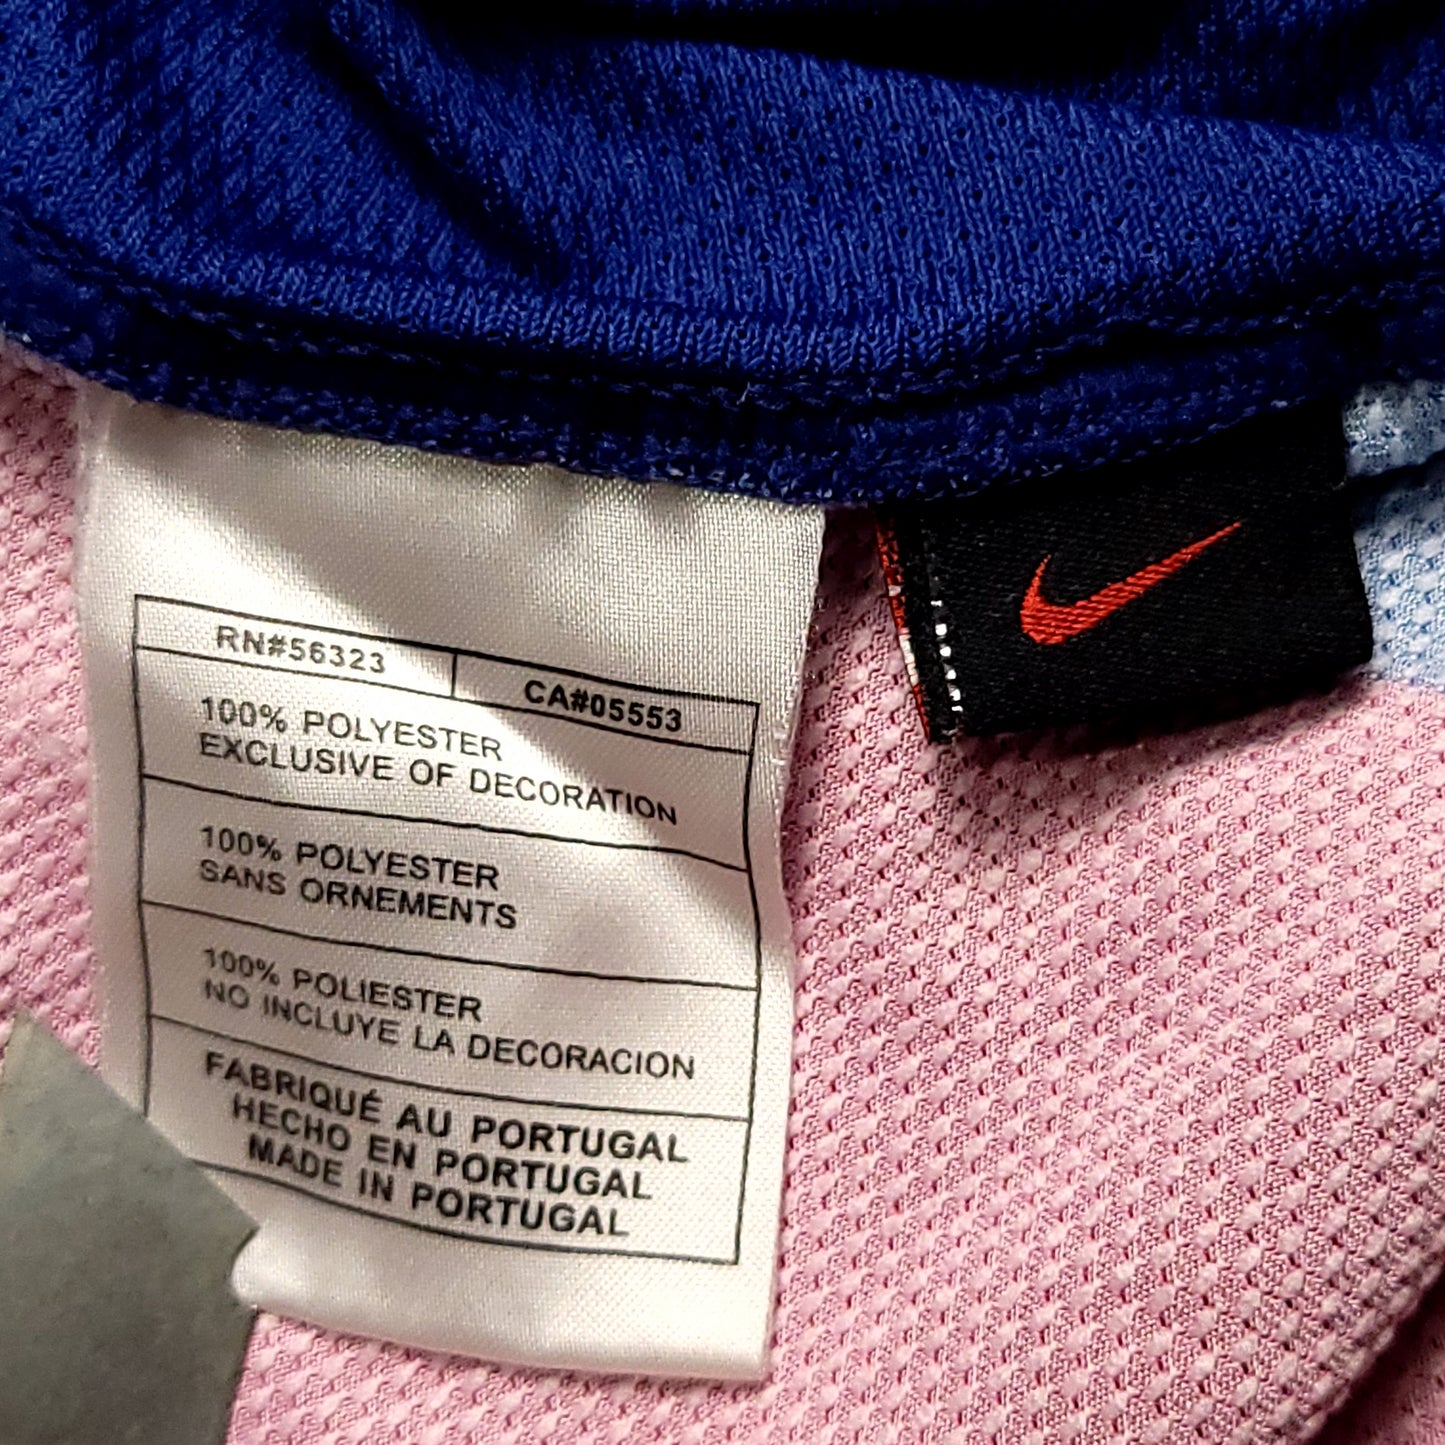 RN#56323
CA#05553
100% POLYESTER
EXCLUSIVE OF DECORATION
100% POLYESTER
SANS ORNEMENTS
100% POLIESTER
NO INCLUYE LA DECORACION
FABRIQUÉ AU PORTUGAL
HECHO EN PORTUGAL
MADE IN PORTUGAL